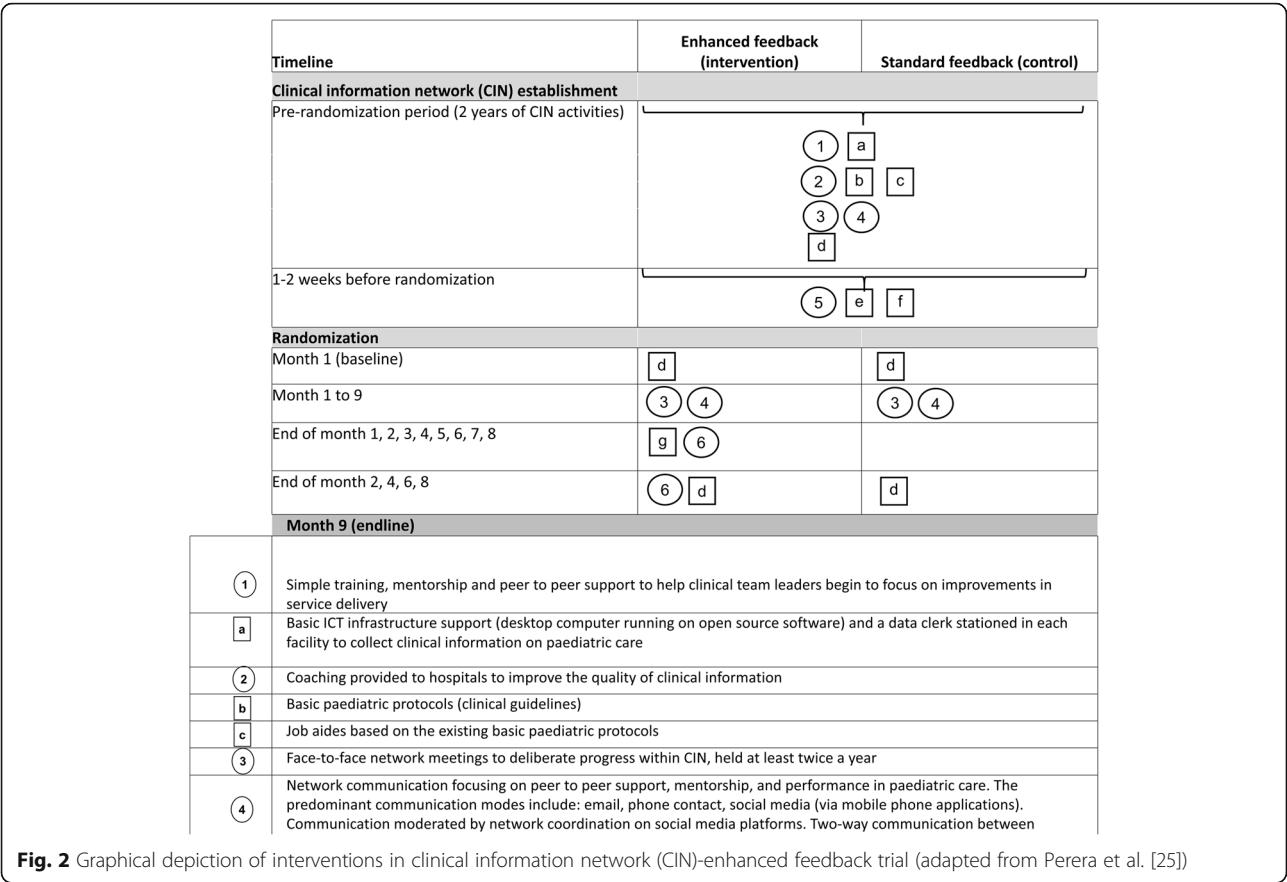 Timeline
Enhanced feedback
(intervention)
Standard feedback (control)
Clinical information network (CIN) establishment
Pre-randomization period (2 years of CIN activities)
1 a
2 b c
3 4
d
1-2 weeks before randomization
5 e f
Randomization
Month 1 (baseline)
d
d
Month 1 to 9
3 4
3 4
End of month 1, 2, 3, 4, 5, 6, 7, 8
g 6
End of month 2, 4, 6, 8
6 d
d
Month 9 (endline)
1
Simple training, mentorship and peer to peer support to help clinical team leaders begin to focus on improvements in
service delivery
a
Basic ICT infrastructure support (desktop computer running on open source software) and a data clerk stationed in each
facility to collect clinical information on paediatric care
2
Coaching provided to hospitals to improve the quality of clinical information
b
Basic paediatric protocols (clinical guidelines)
c
Job aides based on the existing basic paediatric protocols
3
Face-to-face network meetings to deliberate progress within CIN, held at least twice a year
4
Network communication focusing on peer to peer support, mentorship, and performance in paediatric care. The
predominant communication modes include: email, phone contact, social media (via mobile phone applications).
Communication moderated by network coordination on social media platforms. Two-way communication between
Fig. 2 Graphical depiction of interventions in clinical information network (CIN)-enhanced feedback trial (adapted from Perera et al. [25])